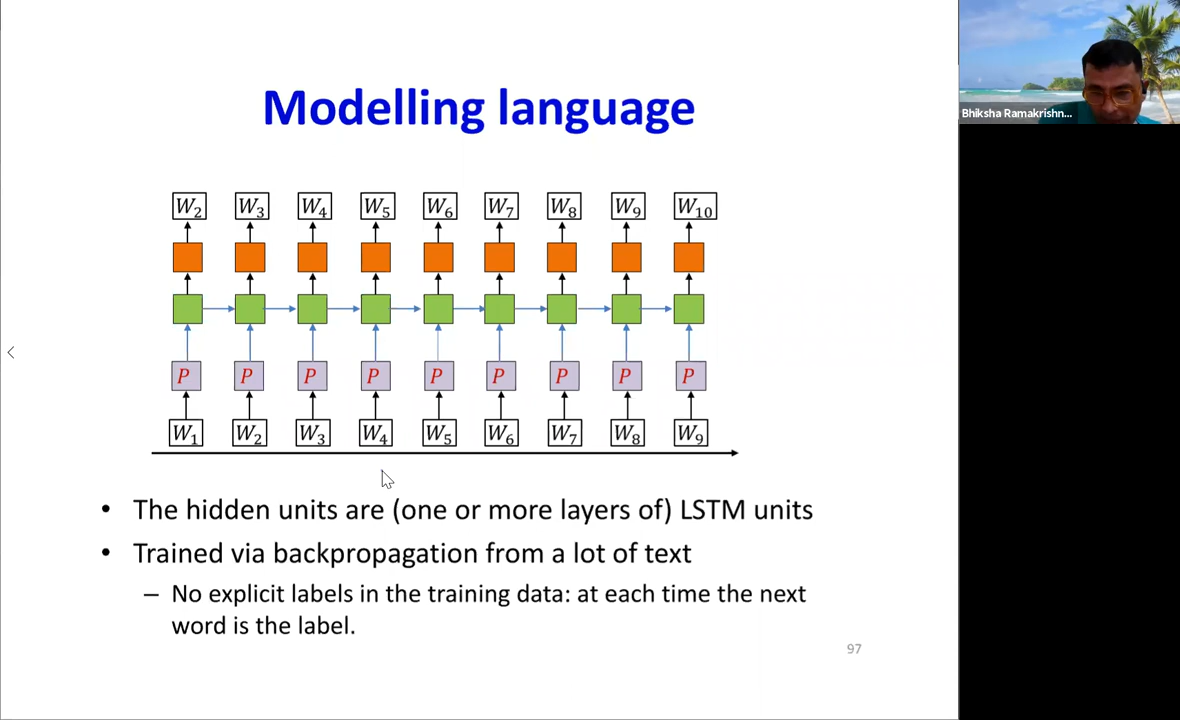 Modelling language
W2 W3 W4 W5 W6 W7 W8 W9 W10
P P P P P P P P P
W1 W2 W3 W4 W5 W6 W7 W8 W9
• The hidden units are (one or more layers of) LSTM units
• Trained via backpropagation from a lot of text
– No explicit labels in the training data: at each time the next
word is the label.
97
Bhiksha Ramakrishn...